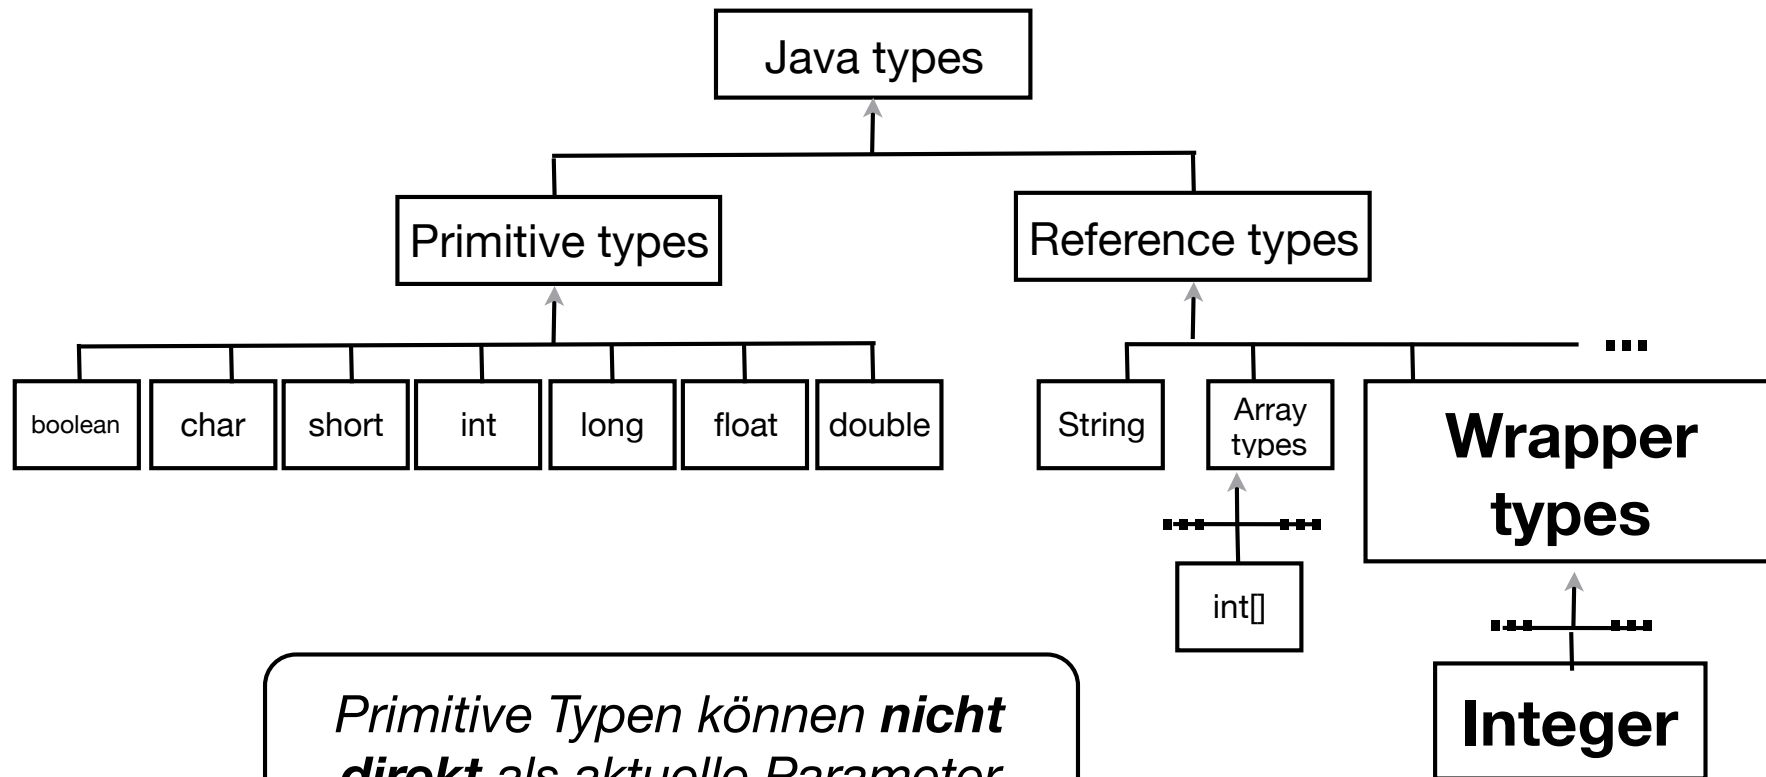 Java types
Primitive types
Reference types
boolean
char
short
int
long
float
double
String
Array
types
Wrapper
types
int[]
Integer
Primitive Typen können nicht
direkt als aktuelle Parameter